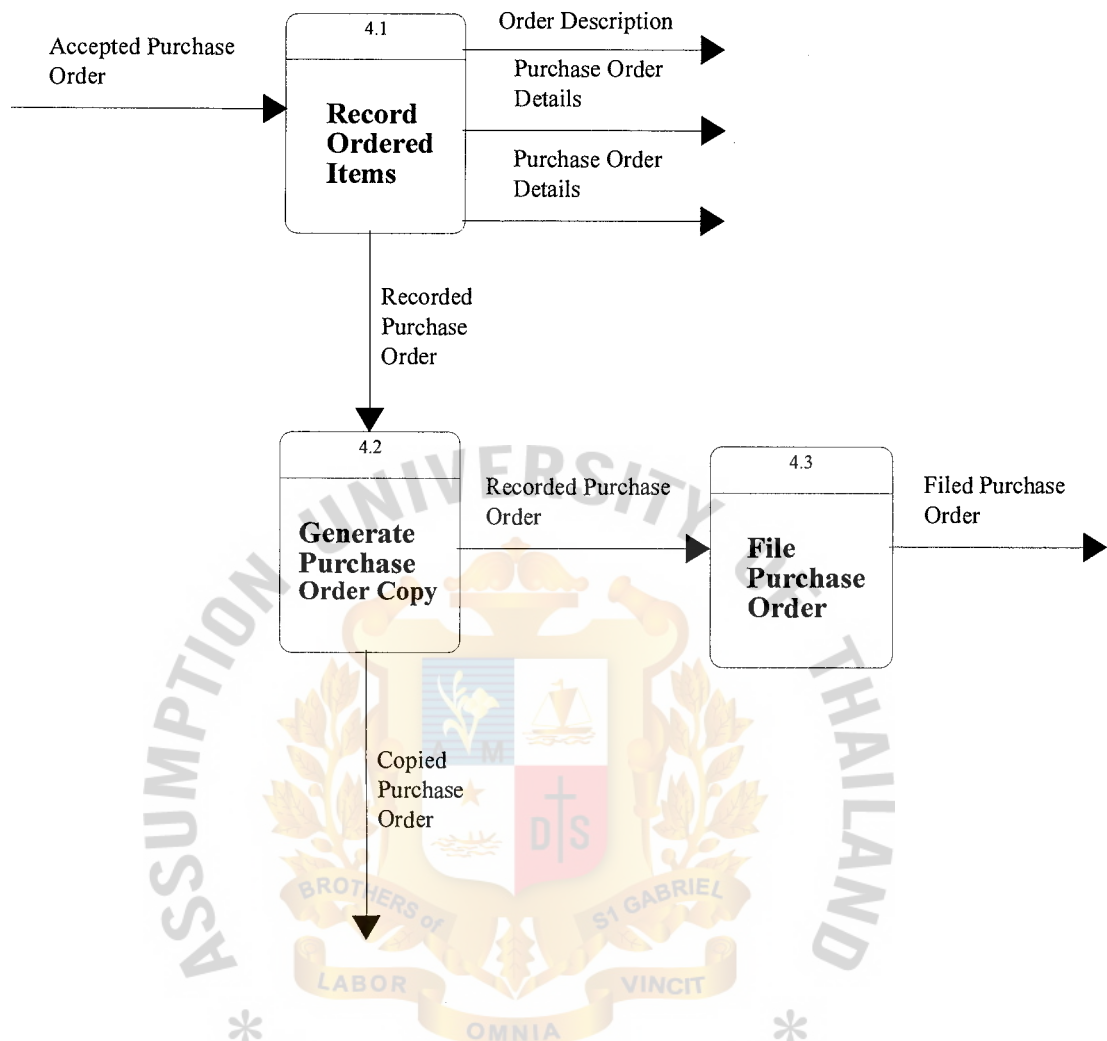 Accepted Purchase
Order
4.1
Record
Ordered
Items
Order Description
Purchase Order
Details
Purchase Order
Details
Recorded
Purchase
Order
4.2
Generate
Purchase
Order Copy
Recorded Purchase
Order
4.3
File
Purchase
Order
Filed Purchase
Order
Copied
Purchase
Order
ASSUMPTION UNIVERSITY OF THAILAND
A M
D S
BROTHERS of
S1 GABRIEL
LABOR
VINCIT
OMNIA
* *